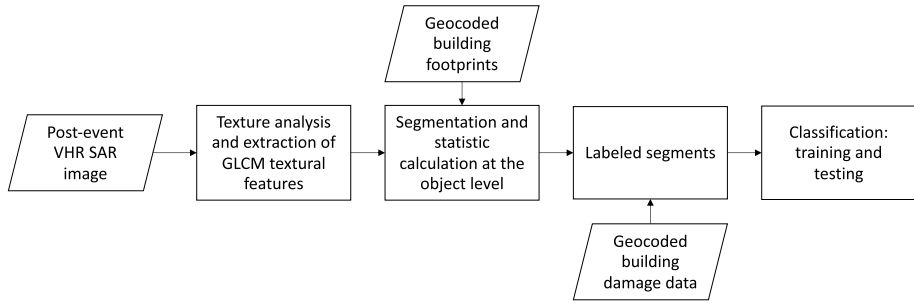 Geocoded
building
footprints
Post-event
VHR SAR
image
Texture analysis
and extraction of
GLCM textural
features
Segmentation and
statistic
calculation at the
object level
Labeled segments
Classification:
training and
testing
Geocoded
building
damage data